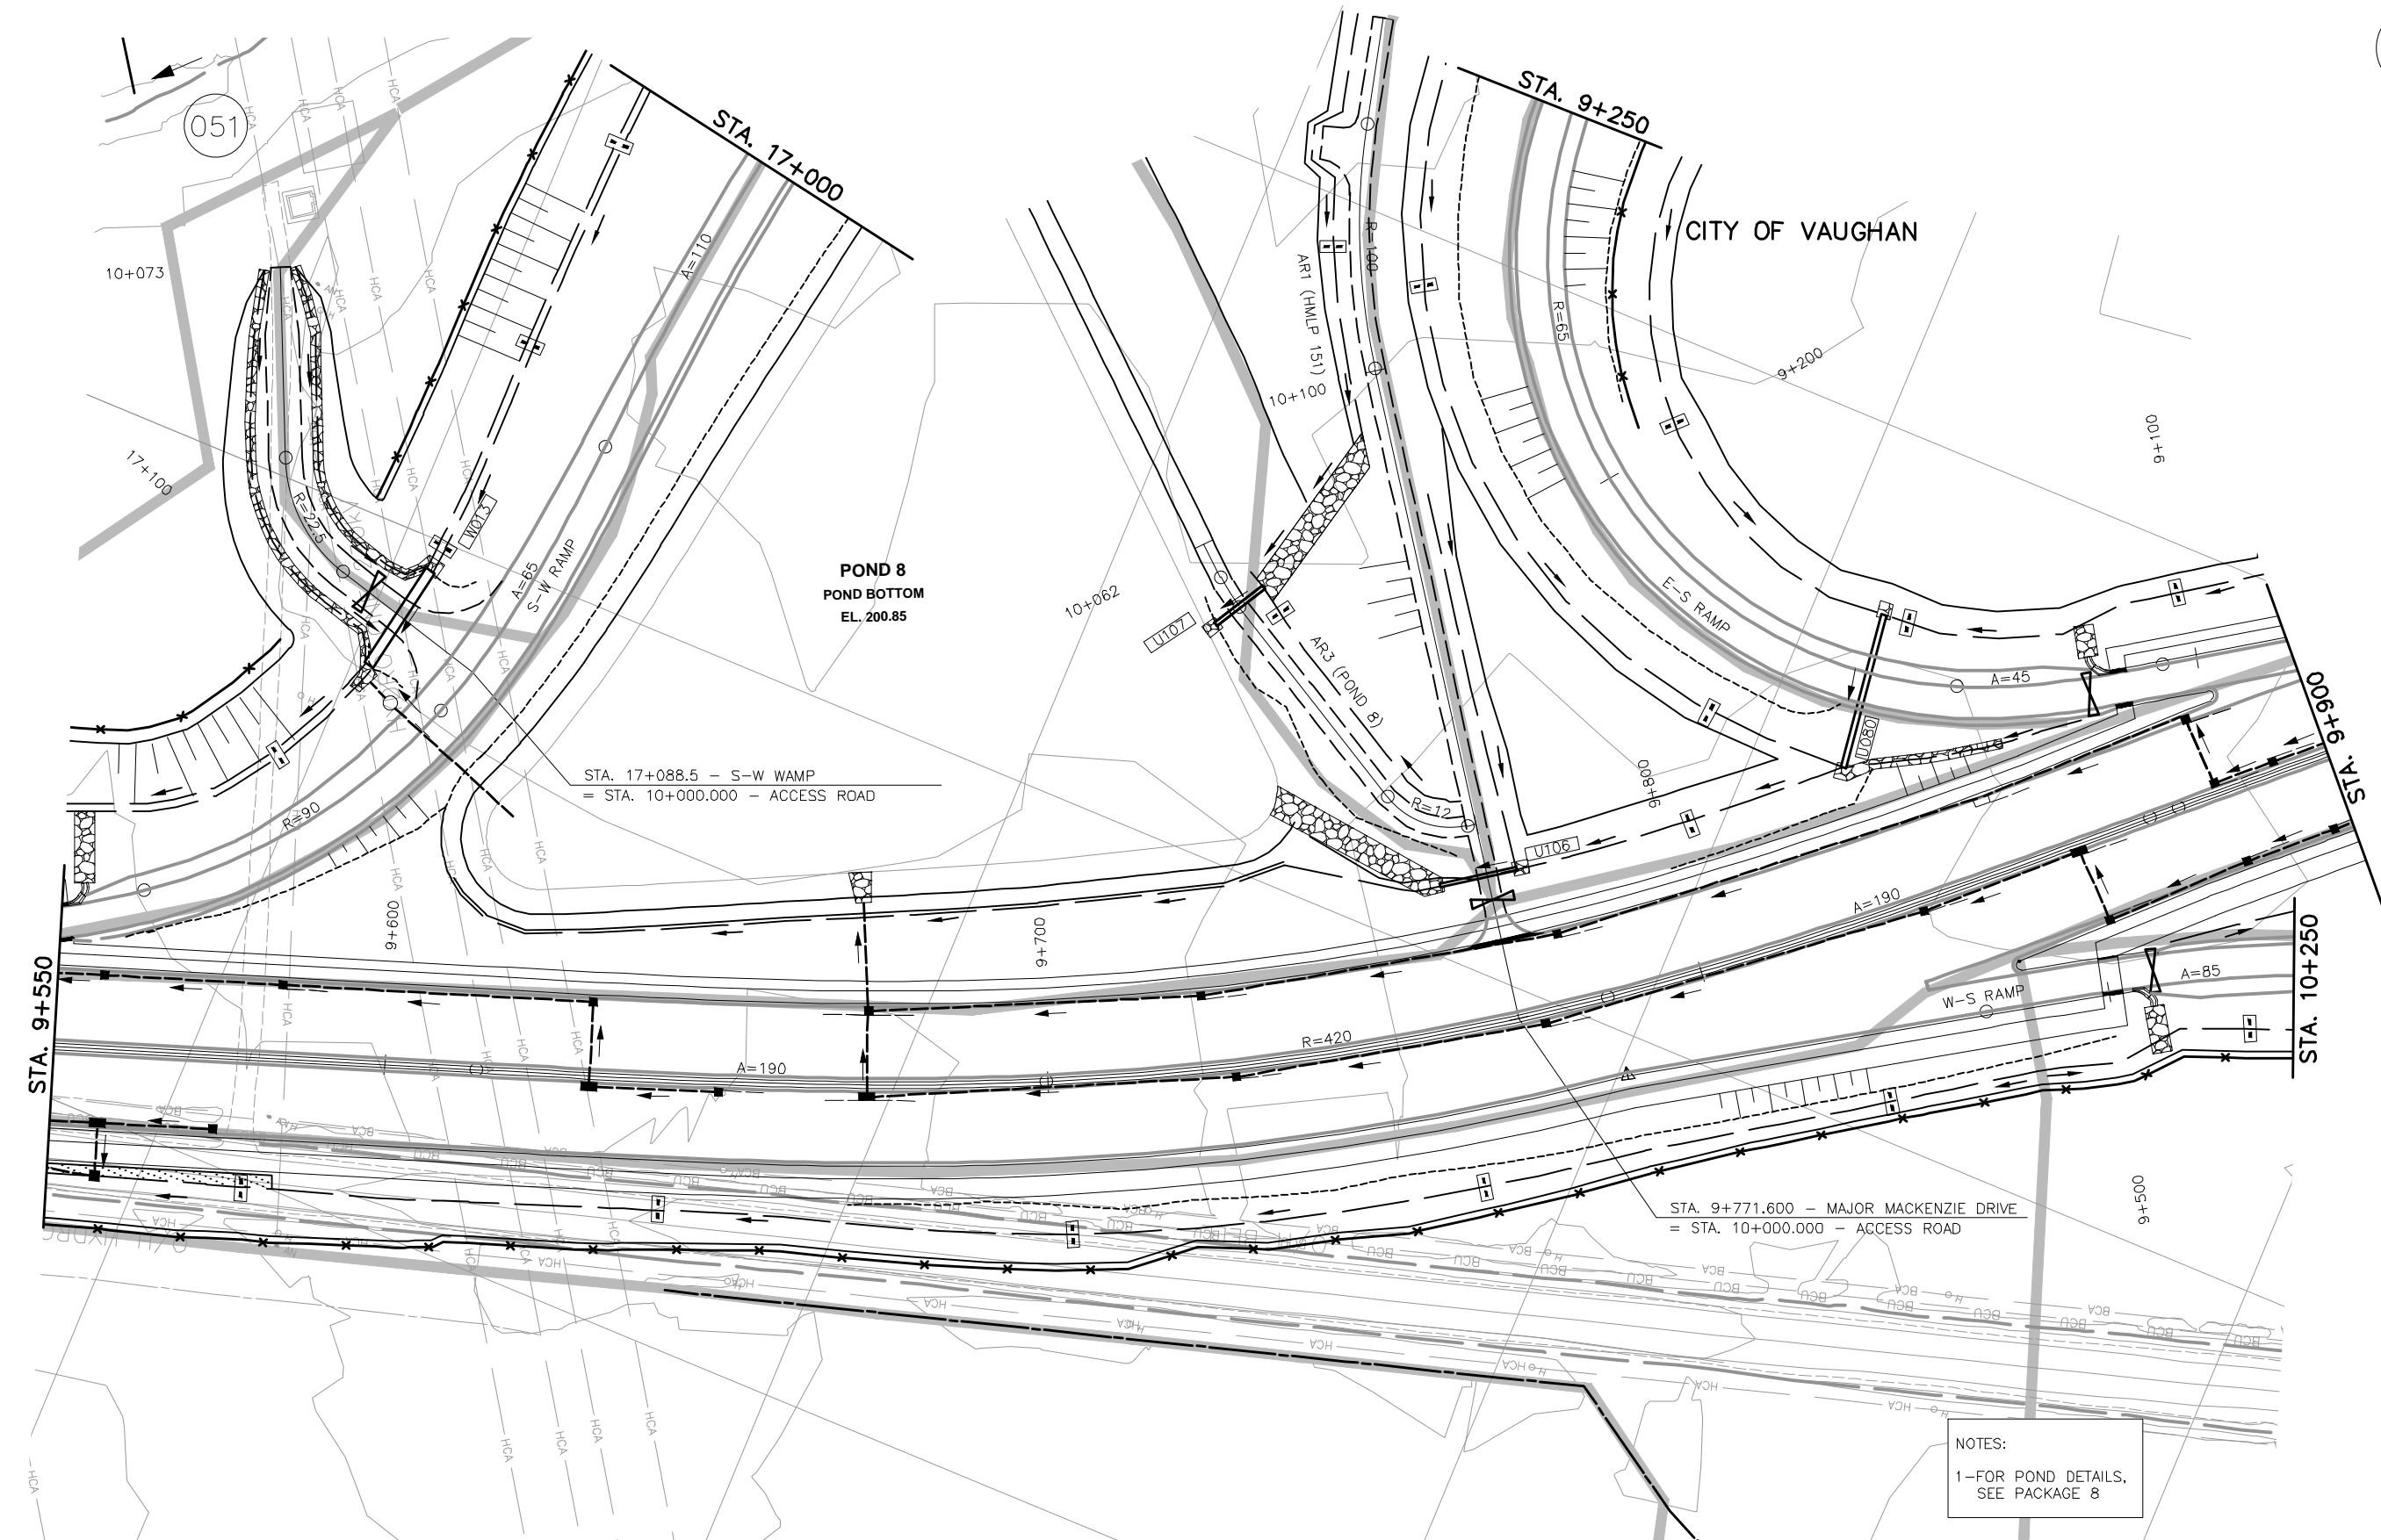 051
STA. 17+000
STA. 9+250
CITY OF VAUGHAN
10+073
17+100
A=110
R=100
R=65
AR1 (HMLP 151)
10+100
9+200
9+100
W013
R=22.5
A=65
S-W RAMP
POND 8
POND BOTTOM
EL. 200.85
10+062
U107
AR3 (POND 8)
E-S RAMP
A=45
U080
STA. 9+900
STA. 17+088.5 – S-W WAMP
= STA. 10+000.000 – ACCESS ROAD
R=90
R=12
9+800
U106
9+600
9+700
A=190
A=85
W-S RAMP
STA. 9+550
STA. 10+250
R=420
A=190
9+500
STA. 9+771.600 – MAJOR MACKENZIE DRIVE
= STA. 10+000.000 – ACCESS ROAD
HCA
BCA
BCU
NOTES:
1–FOR POND DETAILS,
SEE PACKAGE 8